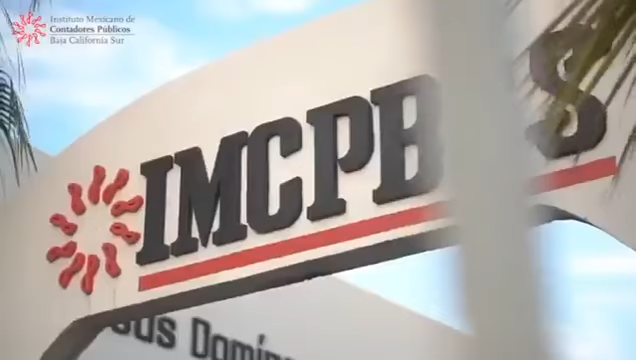 Instituto Mexicano de
Contadores Públicos
Baja California Sur
IMCPB S